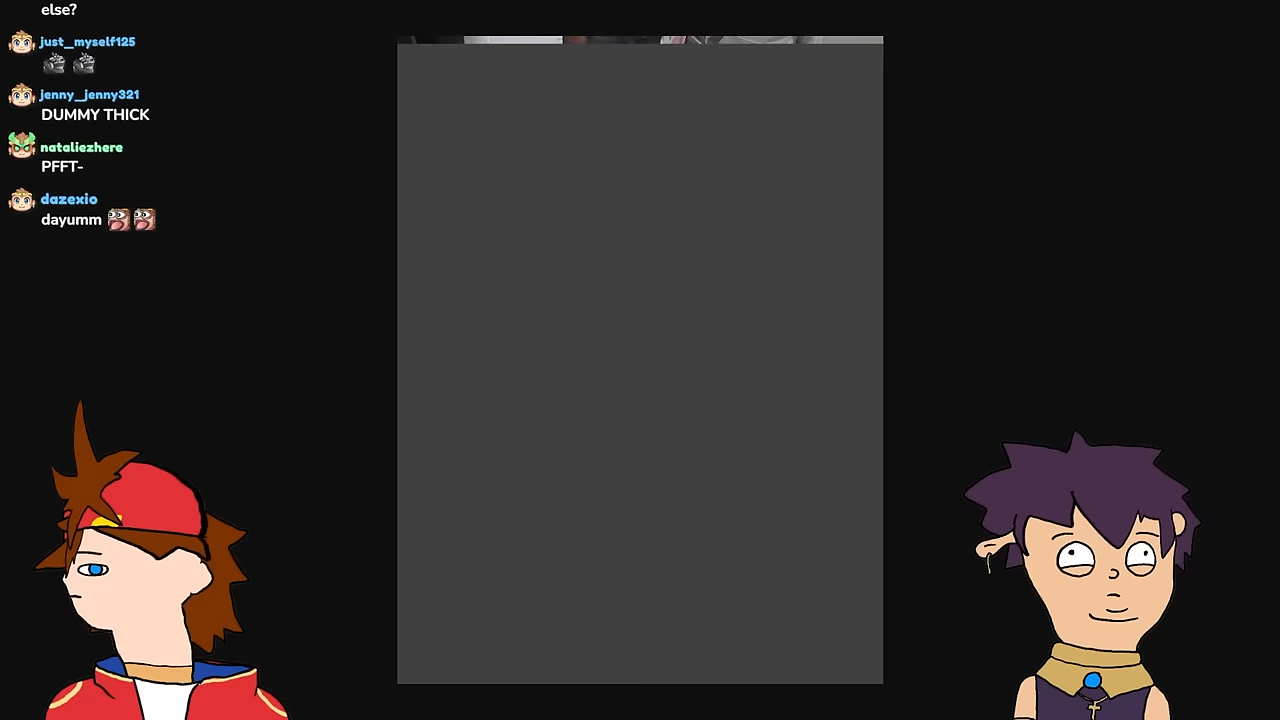 else?
just_myself125
jenny_jenny321
DUMMY THICK
nataliezhere
PFFT-
dazexio
dayumm